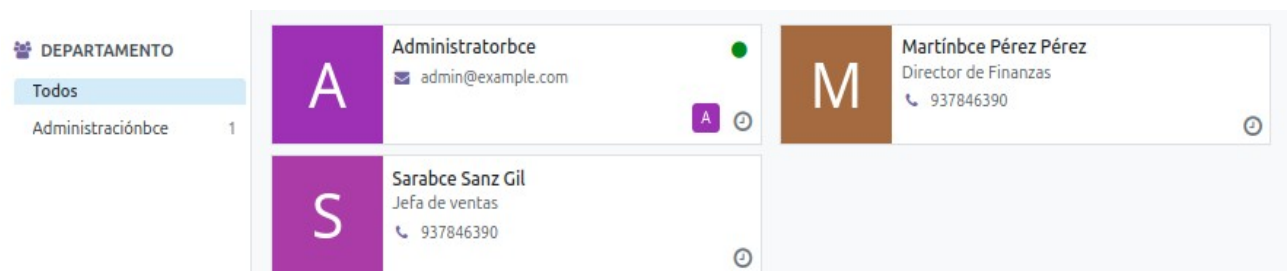 DEPARTAMENTO
Todos
Administraciónbce 1
A
Administratorbce
admin@example.com
A
M
Martínbce Pérez Pérez
Director de Finanzas
937846390
S
Sarabce Sanz Gil
Jefa de ventas
937846390